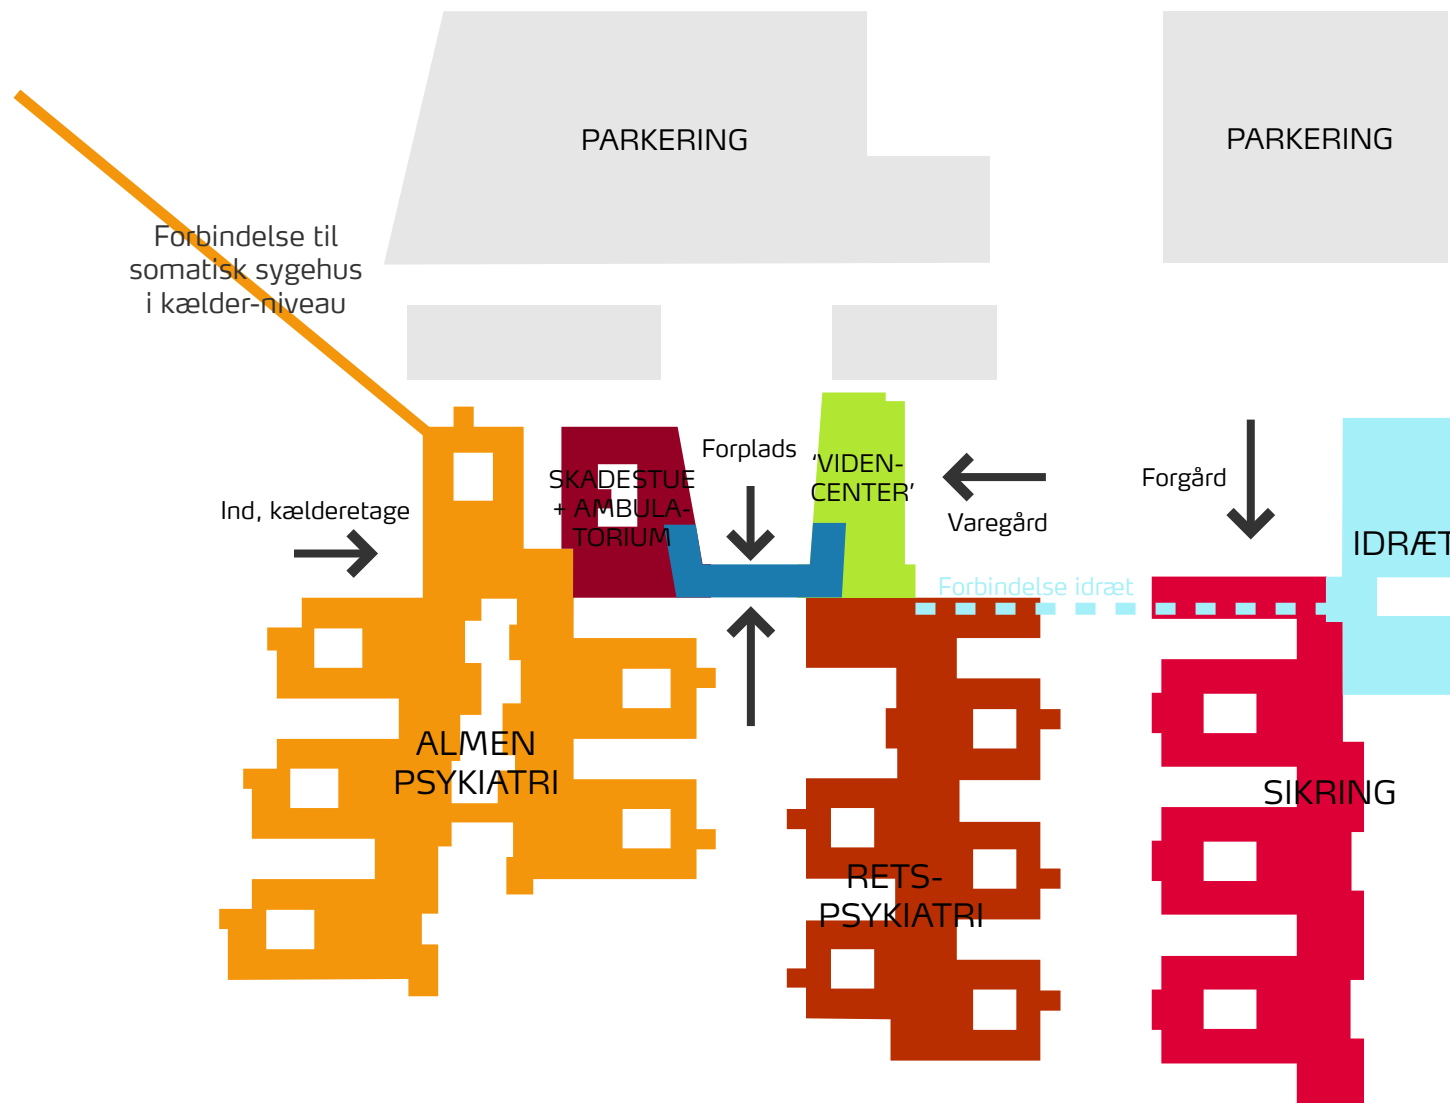 PARKERING
PARKERING
Forbindelse til
somatisk sygehus
i kælder-niveau
Forplads
SKADESTUE
+ AMBULA-
TORIUM
'VIDEN-
CENTER'
Ind, kælderetage
Varegård
Forgård
IDRÆT
Forbindelse idræt
ALMEN
PSYKIATRI
RETS-
PSYKIATRI
SIKRING